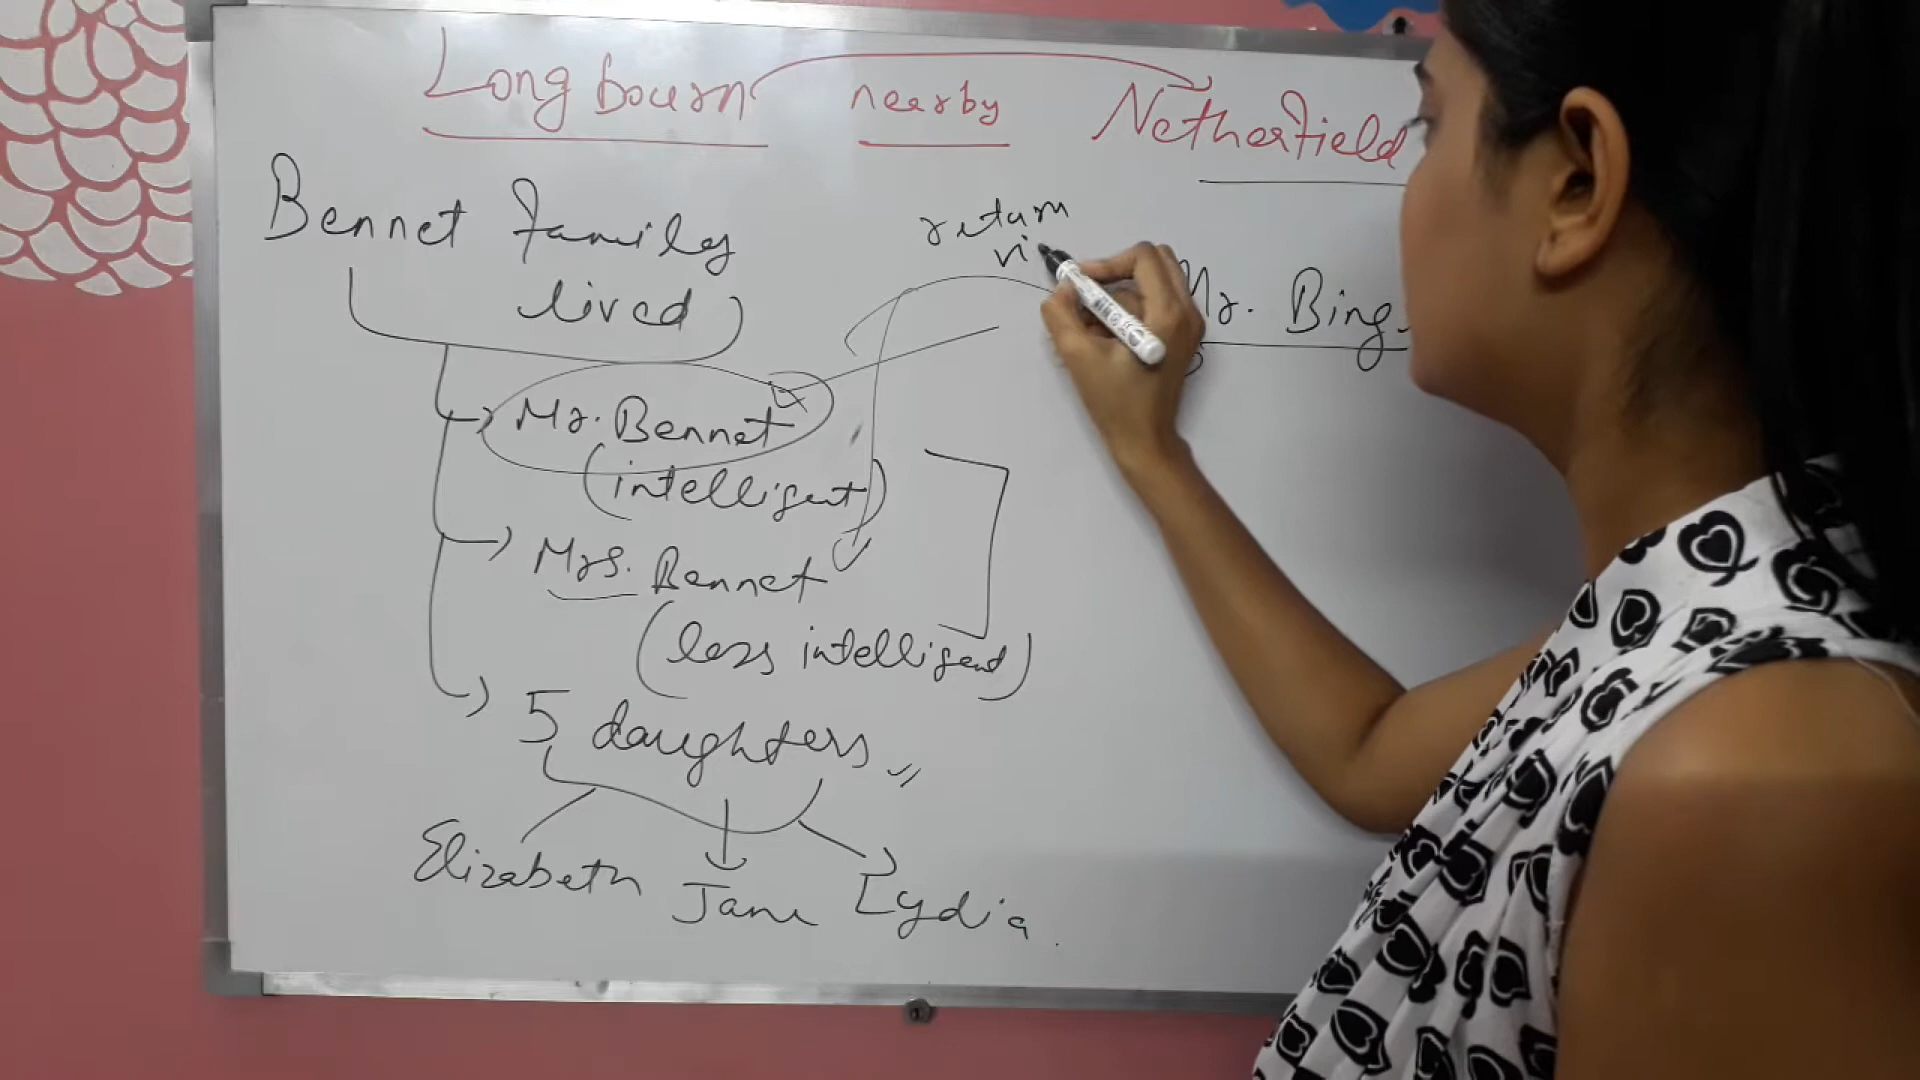 Longbourn nearby Netherfield
Bennet Family
lived
return
vi
Mr. Bing
Mr. Bennet
(intelligent)
Mrs. Bennet
(less intelligent)
5 daughters
Elizabeth Jane Lydia.